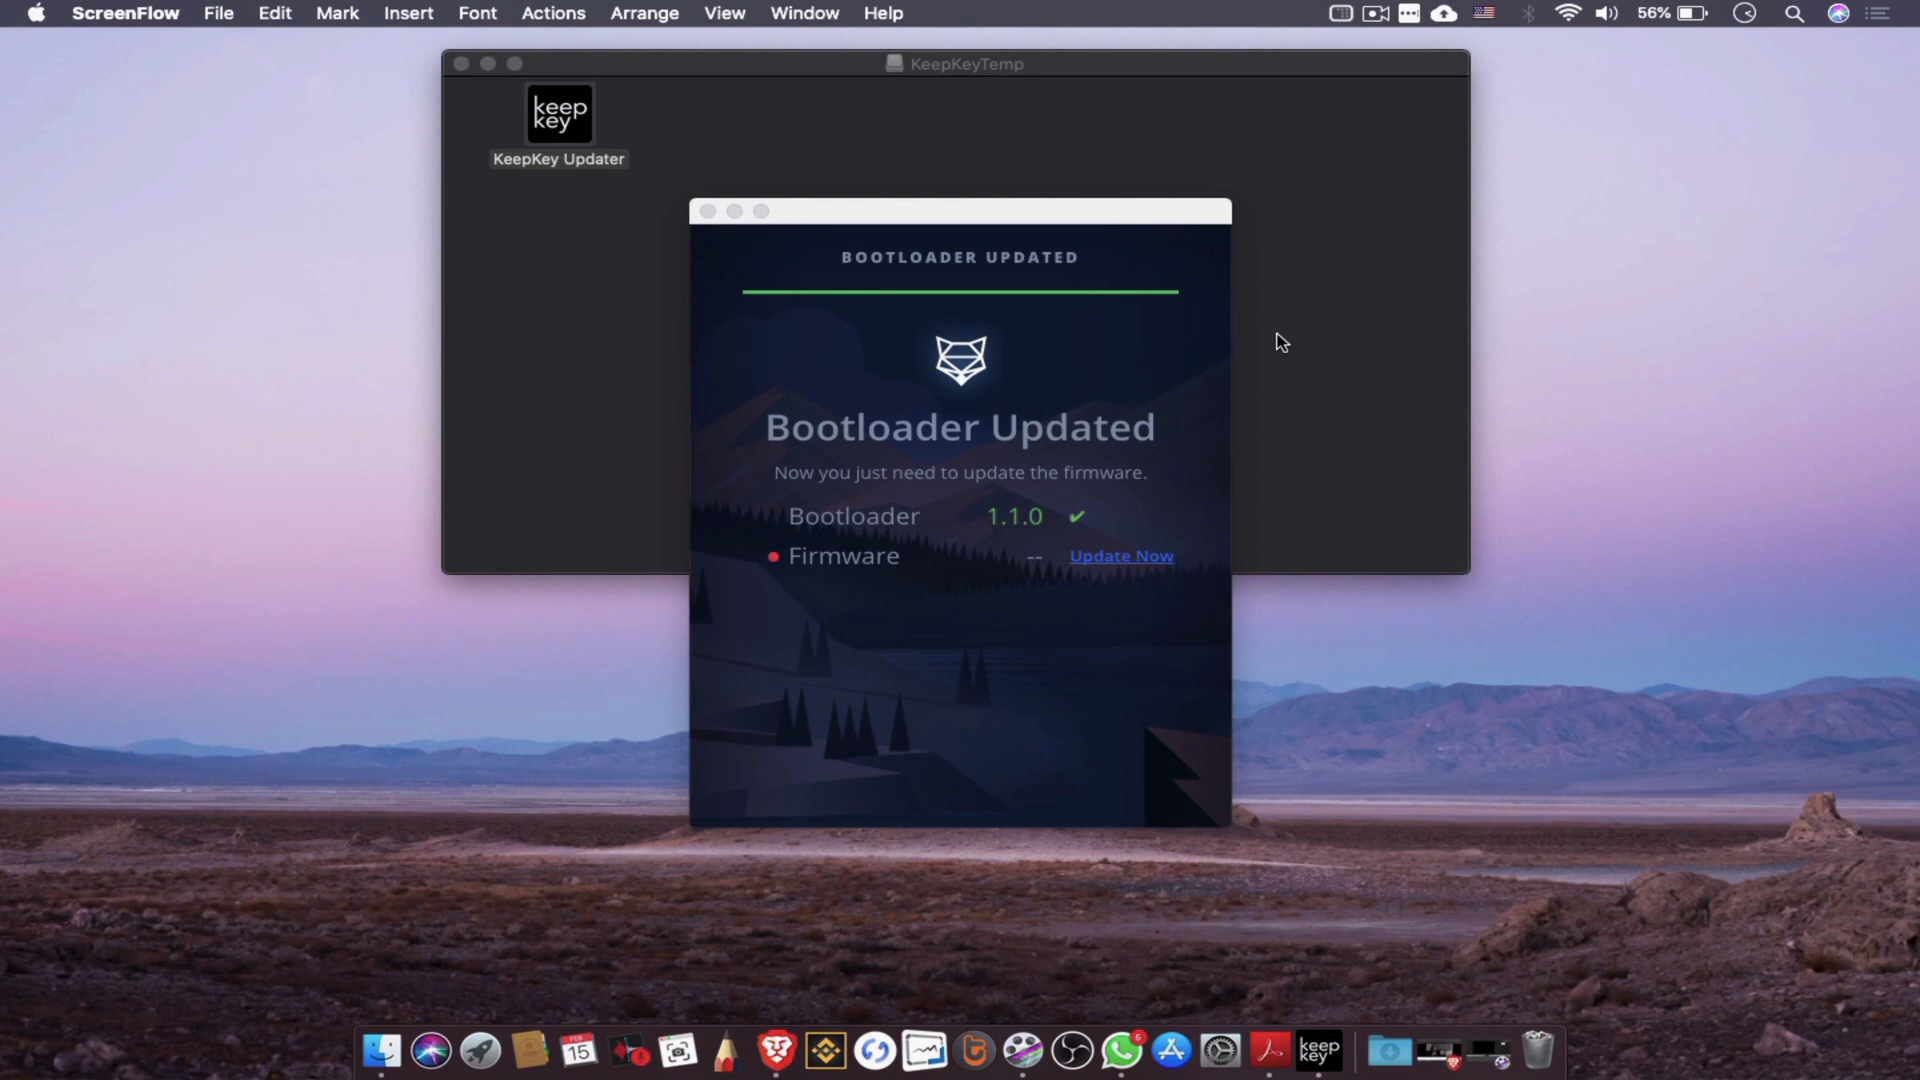 ScreenFlow File Edit Mark Insert Font Actions Arrange View Window Help 56%
KeepKeyTemp
keep
key
KeepKey Updater
BOOTLOADER UPDATED
Bootloader Updated
Now you just need to update the firmware.
Bootloader 1.1.0 ✔
Firmware -- Update Now
FEB
15
5
keep
key